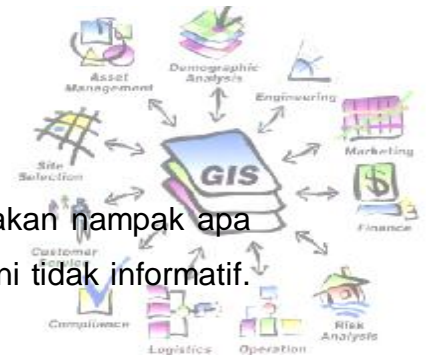 Demographic
Analysis
Asset
Management
Engineering
Site
Selection
GIS
Marketing
akan nampak apa
Finance
Customer
Service
ni tidak informatif.
Compliance
Logistics
Operation
Risk
Analysis